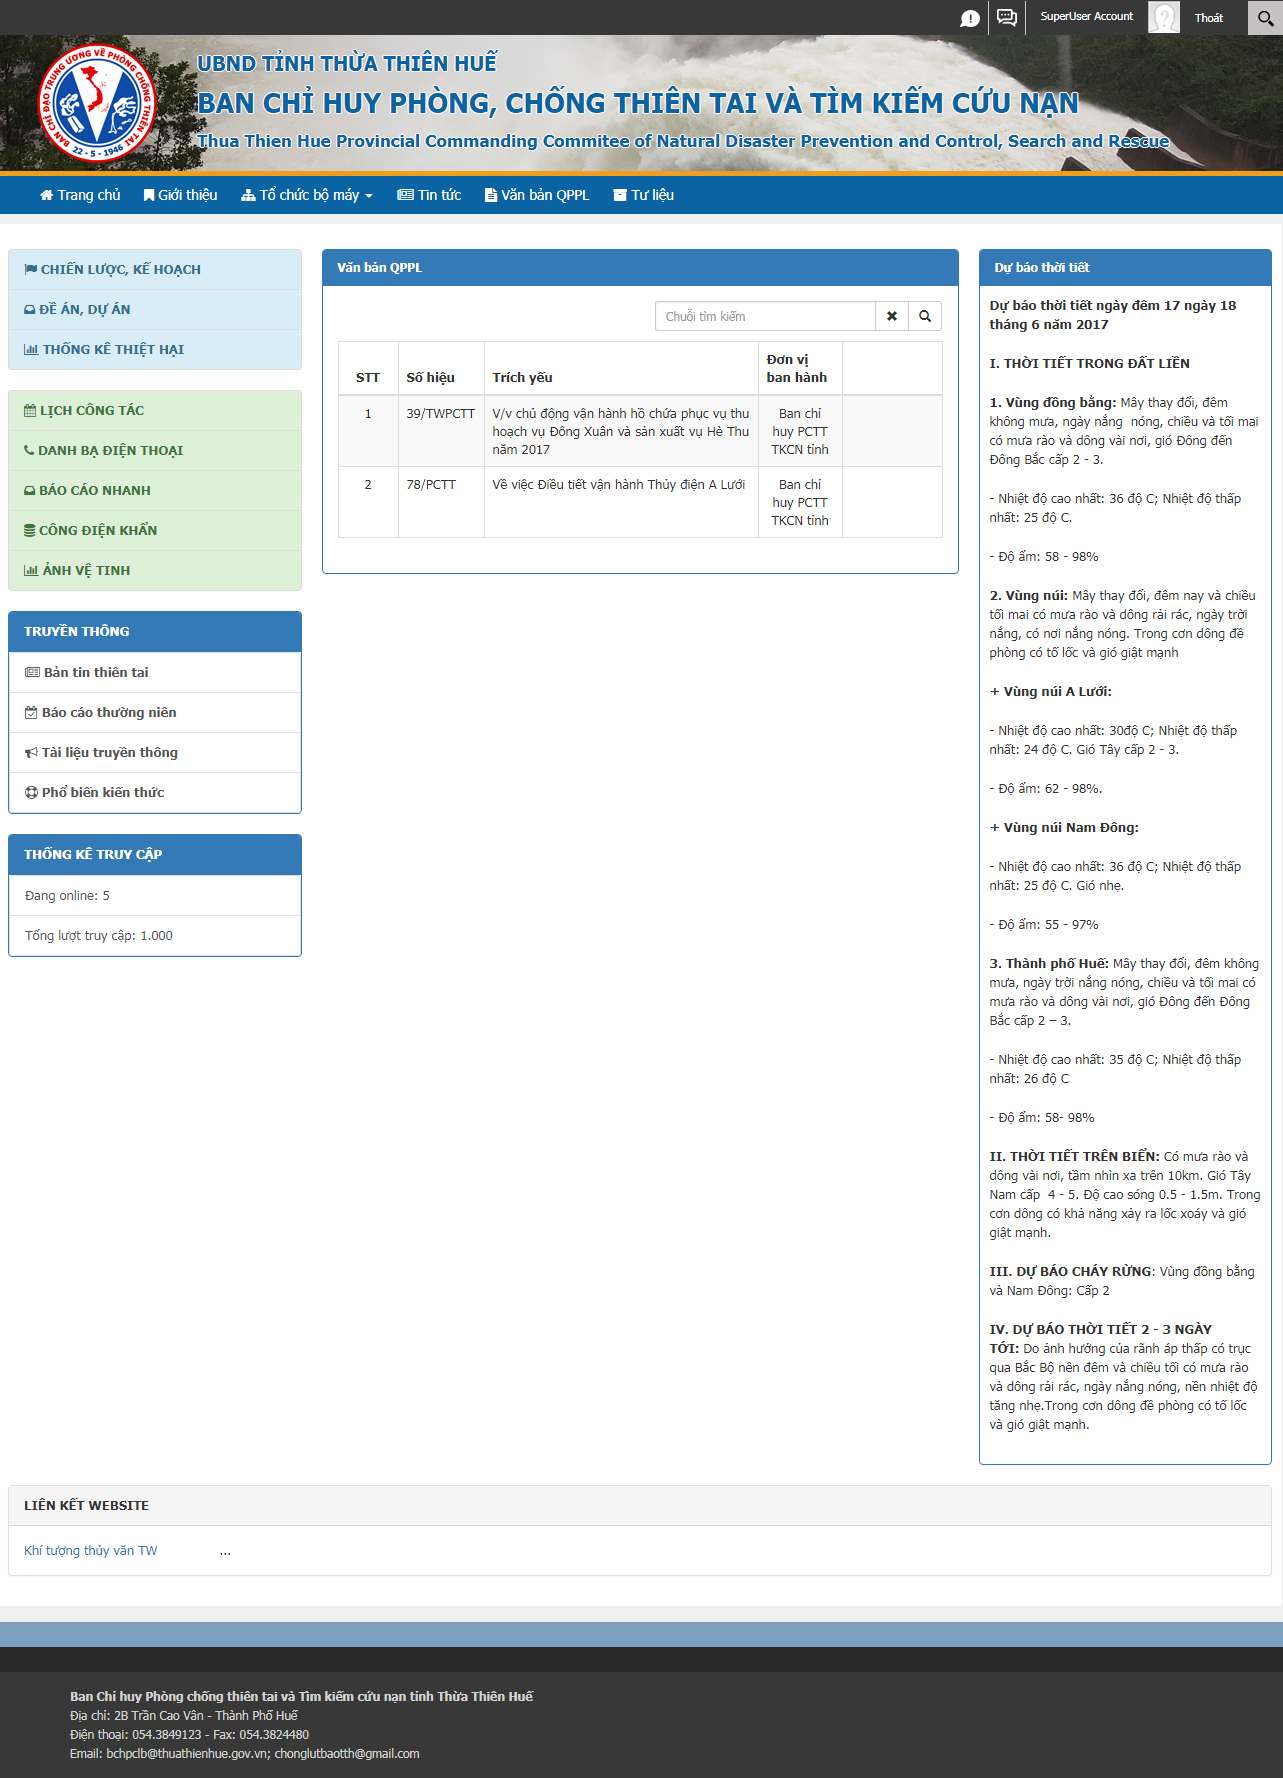 SuperUser Account
Thoát
BAN CHỈ ĐẠO TRUNG ƯƠNG VỀ PHÒNG CHỐNG THIÊN TAI
22 - 5 - 1946
UBND TỈNH THỪA THIÊN HUẾ
BAN CHỈ HUY PHÒNG, CHỐNG THIÊN TAI VÀ TÌM KIẾM CỨU NẠN
Thua Thien Hue Provincial Commanding Commitee of Natural Disaster Prevention and Control, Search and Rescue
Trang chủ
Giới thiệu
Tổ chức bộ máy
Tin tức
Văn bản QPPL
Tư liệu
CHIẾN LƯỢC, KẾ HOẠCH
ĐỀ ÁN, DỰ ÁN
THỐNG KÊ THIỆT HẠI
LỊCH CÔNG TÁC
DANH BẠ ĐIỆN THOẠI
BÁO CÁO NHANH
CÔNG ĐIỆN KHẨN
ẢNH VỆ TINH
TRUYỀN THÔNG
Bản tin thiên tai
Báo cáo thường niên
Tài liệu truyền thông
Phổ biến kiến thức
THỐNG KÊ TRUY CẬP
Đang online: 5
Tổng lượt truy cập: 1.000
Văn bản QPPL
Chuỗi tìm kiếm
STT
Số hiệu
Trích yếu
Đơn vị
ban hành
1
39/TWPCTT
V/v chủ động vận hành hồ chứa phục vụ thu
hoạch vụ Đông Xuân và sản xuất vụ Hè Thu
năm 2017
Ban chỉ
huy PCTT
TKCN tỉnh
2
78/PCTT
Về việc Điều tiết vận hành Thủy điện A Lưới
Ban chỉ
huy PCTT
TKCN tỉnh
Dự báo thời tiết
Dự báo thời tiết ngày đêm 17 ngày 18
tháng 6 năm 2017
I. THỜI TIẾT TRONG ĐẤT LIỀN
1. Vùng đồng bằng: Mây thay đổi, đêm
không mưa, ngày nắng nóng, chiều và tối mai
có mưa rào và dông vài nơi, gió Đông đến
Đông Bắc cấp 2 - 3.
- Nhiệt độ cao nhất: 36 độ C; Nhiệt độ thấp
nhất: 25 độ C.
- Độ ẩm: 58 - 98%
2. Vùng núi: Mây thay đổi, đêm nay và chiều
tối mai có mưa rào và dông rải rác, ngày trời
nắng, có nơi nắng nóng. Trong cơn dông đề
phòng có tố lốc và gió giật mạnh
+ Vùng núi A Lưới:
- Nhiệt độ cao nhất: 30độ C; Nhiệt độ thấp
nhất: 24 độ C. Gió Tây cấp 2 - 3.
- Độ ẩm: 62 - 98%.
+ Vùng núi Nam Đông:
- Nhiệt độ cao nhất: 36 độ C; Nhiệt độ thấp
nhất: 25 độ C. Gió nhẹ.
- Độ ẩm: 55 - 97%
3. Thành phố Huế: Mây thay đổi, đêm không
mưa, ngày trời nắng nóng, chiều và tối mai có
mưa rào và dông vài nơi, gió Đông đến Đông
Bắc cấp 2 – 3.
- Nhiệt độ cao nhất: 35 độ C; Nhiệt độ thấp
nhất: 26 độ C
- Độ ẩm: 58- 98%
II. THỜI TIẾT TRÊN BIỂN: Có mưa rào và
dông vài nơi, tầm nhìn xa trên 10km. Gió Tây
Nam cấp 4 - 5. Độ cao sóng 0.5 - 1.5m. Trong
cơn dông có khả năng xảy ra lốc xoáy và gió
giật mạnh.
III. DỰ BÁO CHÁY RỪNG: Vùng đồng bằng
và Nam Đông: Cấp 2
IV. DỰ BÁO THỜI TIẾT 2 - 3 NGÀY
TỚI: Do ảnh hưởng của rãnh áp thấp có trục
qua Bắc Bộ nên đêm và chiều tối có mưa rào
và dông rải rác, ngày nắng nóng, nền nhiệt độ
tăng nhẹ.Trong cơn dông đề phòng có tố lốc
và gió giật mạnh.
LIÊN KẾT WEBSITE
Khí tượng thủy văn TW
...
Ban Chỉ huy Phòng chống thiên tai và Tìm kiếm cứu nạn tỉnh Thừa Thiên Huế
Địa chỉ: 2B Trần Cao Vân - Thành Phố Huế
Điện thoại: 054.3849123 - Fax: 054.3824480
Email: bchpclb@thuathienhue.gov.vn; chonglutbaotth@gmail.com